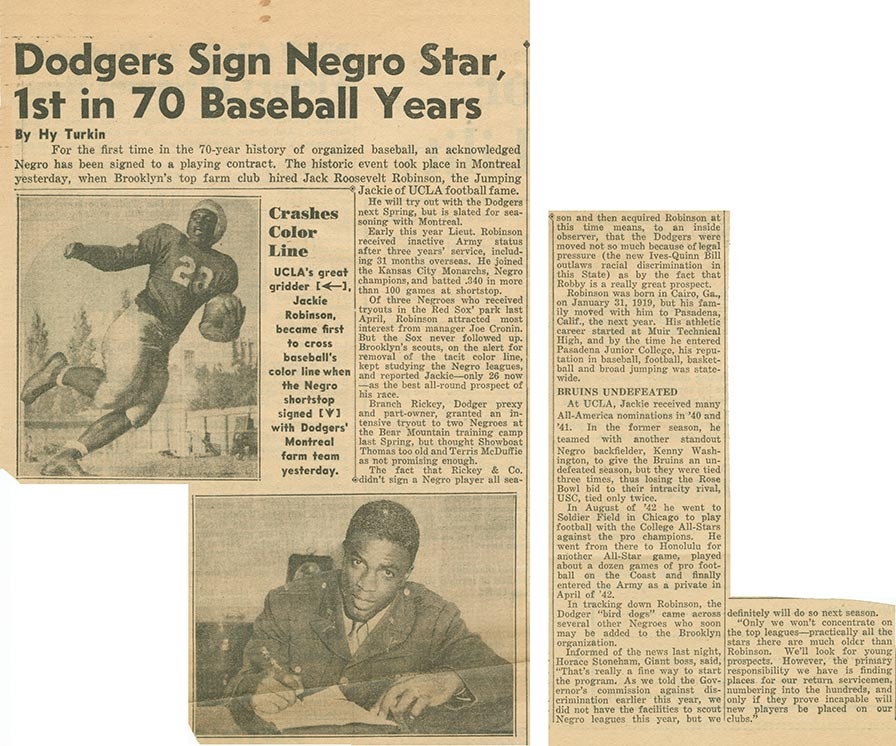 Dodgers Sign Negro Star,
1st in 70 Baseball Years
By Hy Turkin
For the first time in the 70-year history of organized baseball, an acknowledged
Negro has been signed to a playing contract. The historic event took place in Montreal
yesterday, when Brooklyn's top farm club hired Jack Roosevelt Robinson, the Jumping
Jackie of UCLA football fame.
Crashes
Color
Line
UCLA's great
gridder [←],
Jackie
Robinson,
became first
to cross
baseball's
color line when
the Negro
shortstop
signed [↓]
with Dodgers'
Montreal
farm team
yesterday.
He will try out with the Dodgers
next Spring, but is slated for sea-
soning with Montreal.
Early this year Lieut. Robinson
received inactive Army status
after three years' service, includ-
ing 31 months overseas. He joined
the Kansas City Monarchs, Negro
champions, and batted .340 in more
than 100 games at shortstop.
Of three Negroes who received
tryouts in the Red Sox' park last
April, Robinson attracted most
interest from manager Joe Cronin.
But the Sox never followed up.
Brooklyn's scouts, on the alert for
removal of the tacit color line,
kept studying the Negro leagues,
and reported Jackie—only 26 now
—as the best all-round prospect of
his race.
Branch Rickey, Dodger prexy
and part-owner, granted an in-
tensive tryout to two Negroes at
the Bear Mountain training camp
last Spring, but thought Showboat
Thomas too old and Terris McDuffie
as not promising enough.
The fact that Rickey & Co.
didn't sign a Negro player all sea-
son and then acquired Robinson at
this time means, to an inside
observer, that the Dodgers were
moved not so much because of legal
pressure (the new Ives-Quinn Bill
outlaws racial discrimination in
this State) as by the fact that
Robby is a really great prospect.
Robinson was born in Cairo, Ga.,
on January 31, 1919, but his fam-
ily moved with him to Pasadena,
Calif., the next year. His athletic
career started at Muir Technical
High, and by the time he entered
Pasadena Junior College, his repu-
tation in baseball, football, basket-
ball and broad jumping was state-
wide.
BRUINS UNDEFEATED
At UCLA, Jackie received many
All-America nominations in '40 and
'41. In the former season, he
teamed with another standout
Negro backfielder, Kenny Wash-
ington, to give the Bruins an un-
defeated season, but they were tied
three times, thus losing the Rose
Bowl bid to their intracity rival,
USC, tied only twice.
In August of '42 he went to
Soldier Field in Chicago to play
football with the College All-Stars
against the pro champions. He
went from there to Honolulu for
another All-Star game, played
about a dozen games of pro foot-
ball on the Coast and finally
entered the Army as a private in
April of '42.
In tracking down Robinson, the
Dodger "bird dogs" came across
several other Negroes who soon
may be added to the Brooklyn
organization.
Informed of the news last night,
Horace Stoneham, Giant boss, said,
"That's really a fine way to start
the program. As we told the Gov-
ernor's commission against dis-
crimination earlier this year, we
did not have the facilities to scout
Negro leagues this year, but we
definitely will do so next season.
"Only we won't concentrate on
the top leagues—practically all the
stars there are much older than
Robinson. We'll look for young
prospects. However, the primary
responsibility we have is finding
places for our return servicemen,
numbering into the hundreds, and
only if they prove incapable will
new players be placed on our
clubs."
23